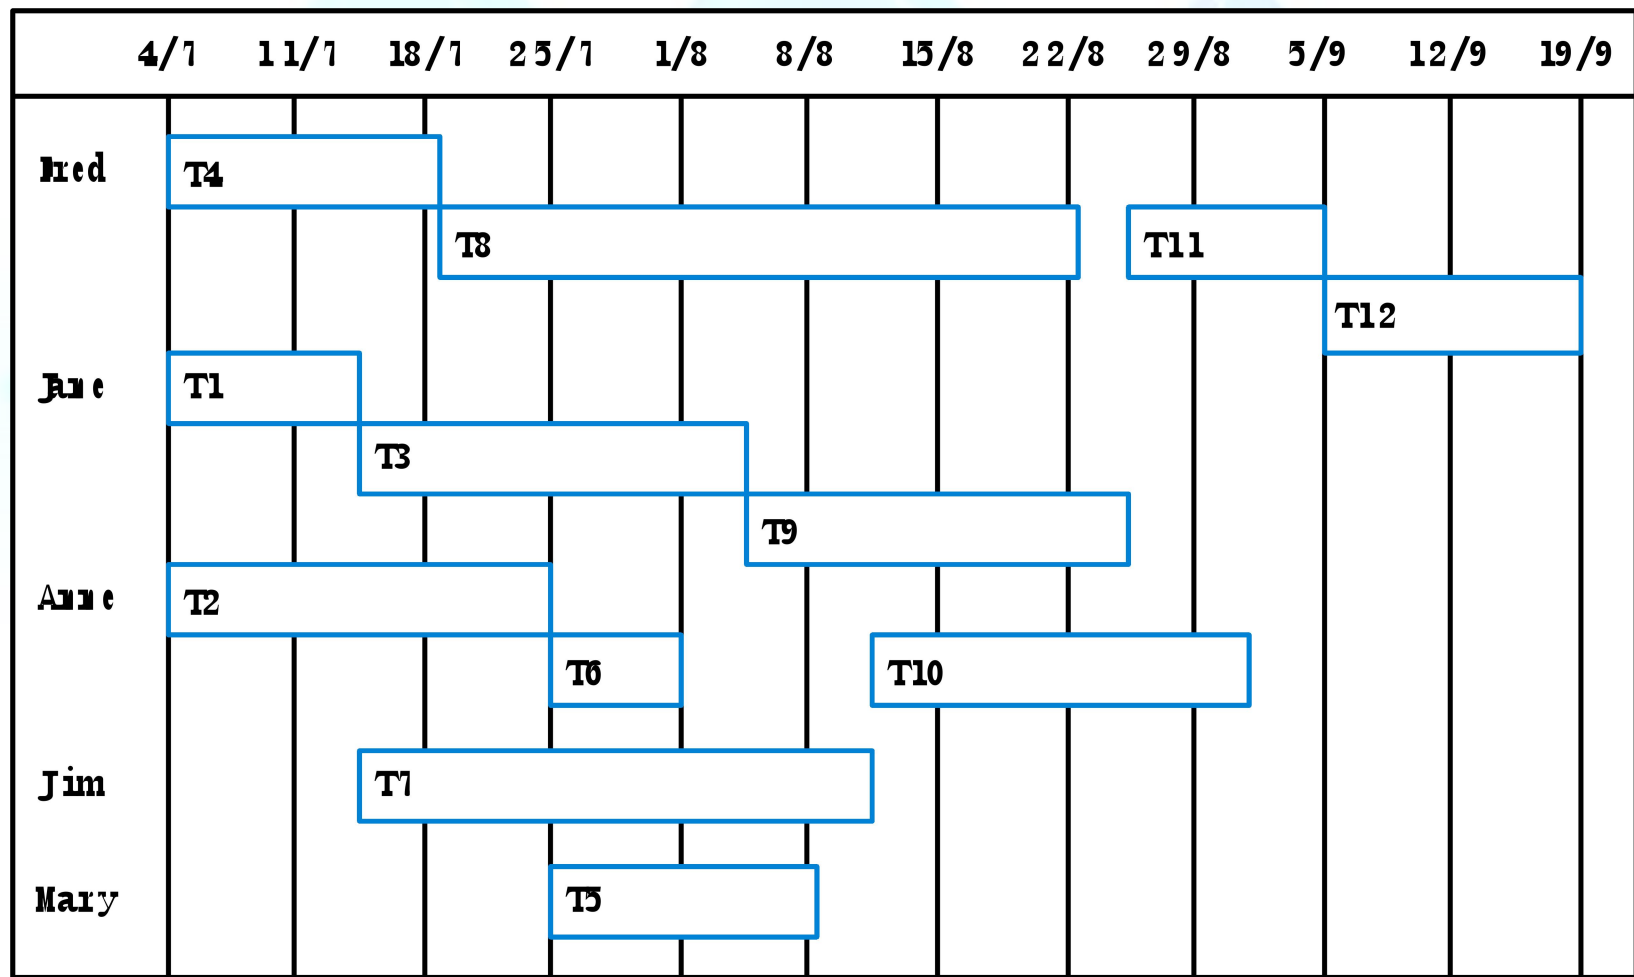 4/7 11/7 18/7 25/7 1/8 8/8 15/8 22/8 29/8 5/9 12/9 19/9
Fred T4
T8 T11
T12
Jane T1
T3
T9
Anne T2
T6 T10
Jim T7
Mary T5